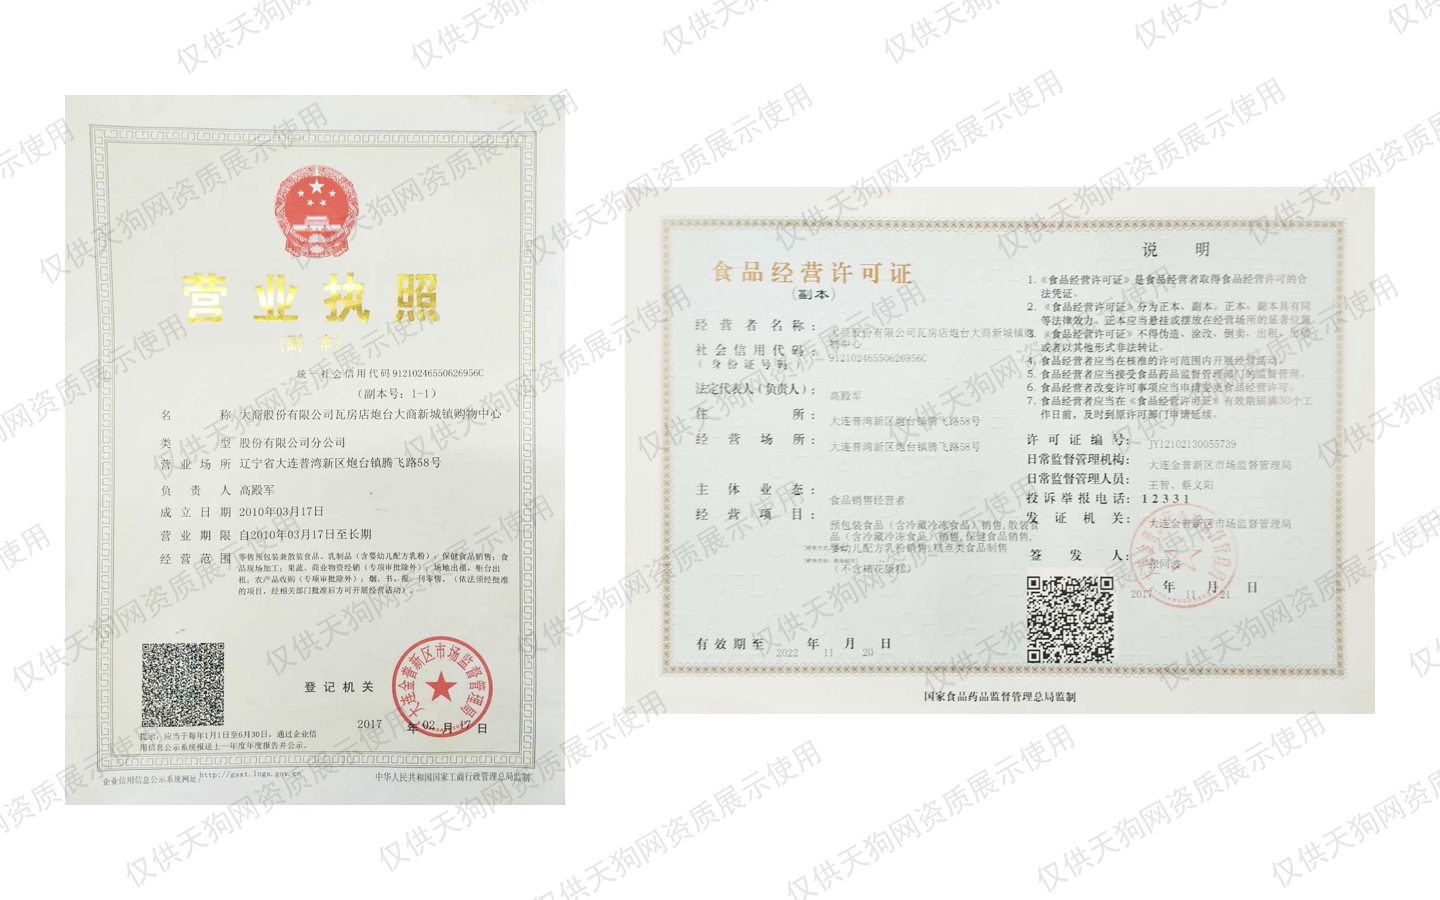 营业执照
(副 本)
统一社会信用代码 91210246550626956C
（副本号：1-1）
名称 大商股份有限公司瓦房店炮台大商新城镇购物中心
类型 股份有限公司分公司
营业场所 辽宁省大连普湾新区炮台镇腾飞路58号
负责人 高殿军
成立日期 2010年03月17日
营业期限 自2010年03月17日至长期
经营范围 零售预包装兼散装食品、乳制品（含婴幼儿配方乳粉）；保健食品销售；食
品现场加工；果蔬、商业物资经销（专项审批除外）；场地出租，柜台出
租；农产品收购（专项审批除外）；烟、书、报、刊零售。（依法须经批准
的项目，经相关部门批准后方可开展经营活动）。
登记机关
大连金普新区市场监督管理局
2017年02月17日
提示：应当于每年1月1日至6月30日，通过企业信
用信息公示系统报送上一年度年度报告并公示。
企业信用信息公示系统网址：http://gsxt.lngs.gov.cn
中华人民共和国国家工商行政管理总局监制
食品经营许可证
(副本)
经营者名称：大商股份有限公司瓦房店炮台大商新城镇购
物中心
社会信用代码：91210246550626956C
（身份证号码）
法定代表人(负责人)：高殿军
住所：大连普湾新区炮台镇腾飞路58号
经营场所：大连普湾新区炮台镇腾飞路58号
主体业态：食品销售经营者
经营项目：预包装食品（含冷藏冷冻食品）销售,散装食
品（含冷藏冷冻食品）销售,保健食品销售,
婴幼儿配方乳粉销售,糕点类食品制售
（不含裱花蛋糕）
有效期至 2022年11月20日
说 明
1.《食品经营许可证》是食品经营者取得食品经营许可的合
法凭证。
2.《食品经营许可证》分为正本、副本。正本、副本具有同
等法律效力。正本应当悬挂或摆放在经营场所的显著位置。
3.《食品经营许可证》不得伪造、涂改、倒卖、出租、出借
或者以其他形式非法转让。
4.食品经营者应当在核准的许可范围内开展经营活动。
5.食品经营者应当接受食品药品监督管理部门的监督管理。
6.食品经营者改变许可事项应当申请变更食品经营许可。
7.食品经营者应当在《食品经营许可证》有效期届满30个工
作日前，及时到原许可部门申请延续。
许可证编号：JY12102130055739
日常监督管理机构：大连金普新区市场监督管理局
日常监督管理人员：王智、蔡义阳
投诉举报电话：12331
发证机关：大连金普新区市场监督管理局
签发人：
2017年11月21日
国家食品药品监督管理总局监制
仅供天狗网资质展示使用